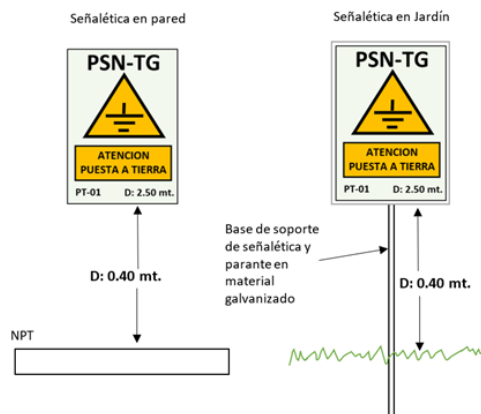 Señalética en pared
PSN-TG
ATENCION
PUESTA A TIERRA
PT-01 D: 2.50 mt.
D: 0.40 mt.
NPT
Señalética en Jardín
PSN-TG
ATENCION
PUESTA A TIERRA
PT-01 D: 2.50 mt.
Base de soporte
de señalética y
parante en
material
galvanizado
D: 0.40 mt.